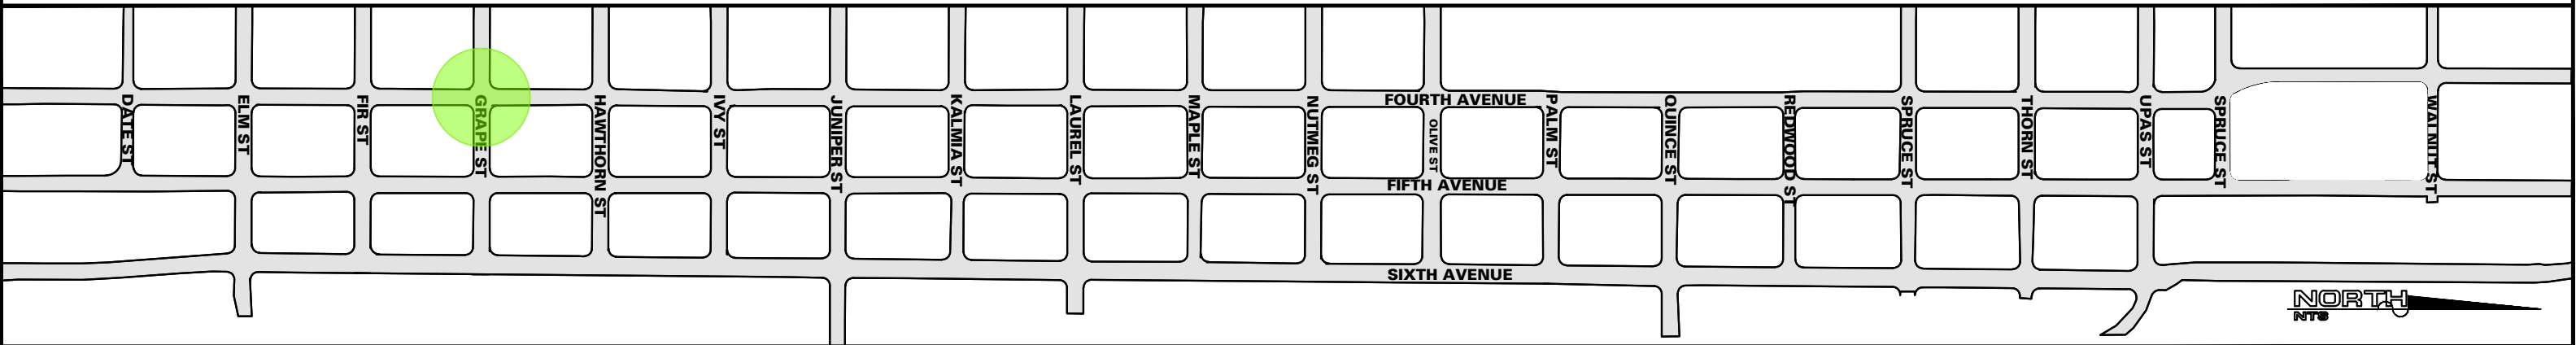 DATE ST
ELM ST
FIR ST
GRAPE ST
HAWTHORN ST
IVY ST
JUNIPER ST
KALMIA ST
LAUREL ST
MAPLE ST
NUTMEG ST
FOURTH AVENUE
OLIVE ST
FIFTH AVENUE
SIXTH AVENUE
PALM ST
QUINCE ST
REDWOOD ST
SPRUCE ST
THORN ST
UPAS ST
SPRUCE ST
WALNUT ST
NORTH
NTS